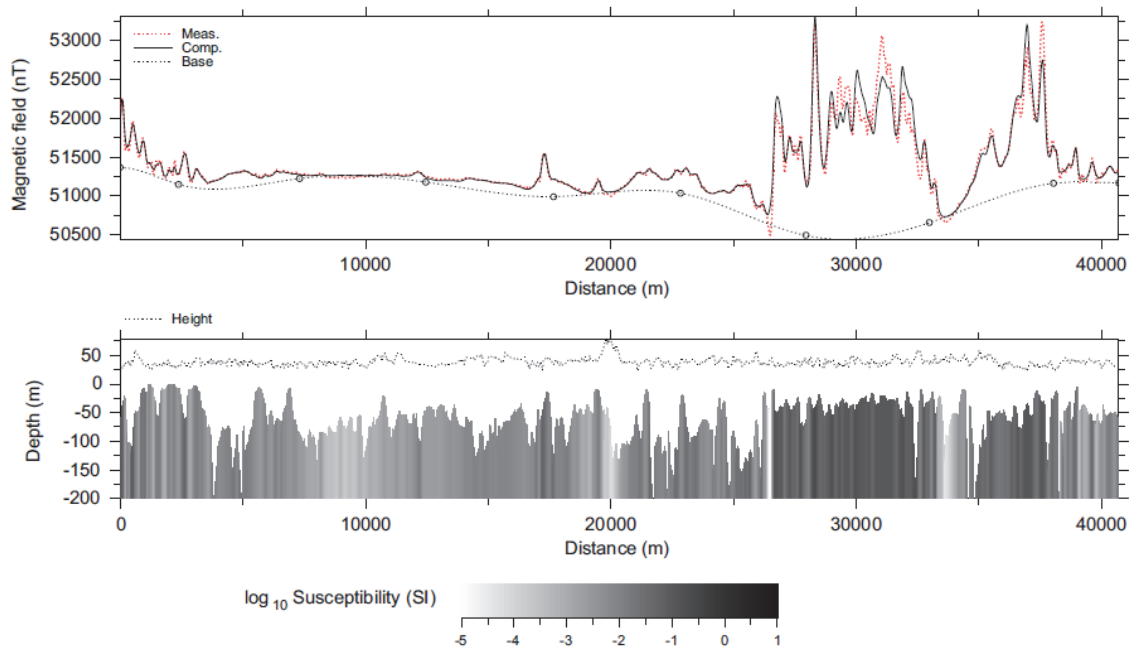 53000
52500
52000
51500
51000
50500
Magnetic field (nT)
Meas.
Comp.
Base
10000 20000 30000 40000
Distance (m)
Height
50
0
-50
-100
-150
-200
Depth (m)
0 10000 20000 30000 40000
Distance (m)
log 10 Susceptibility (SI)
-5 -4 -3 -2 -1 0 1